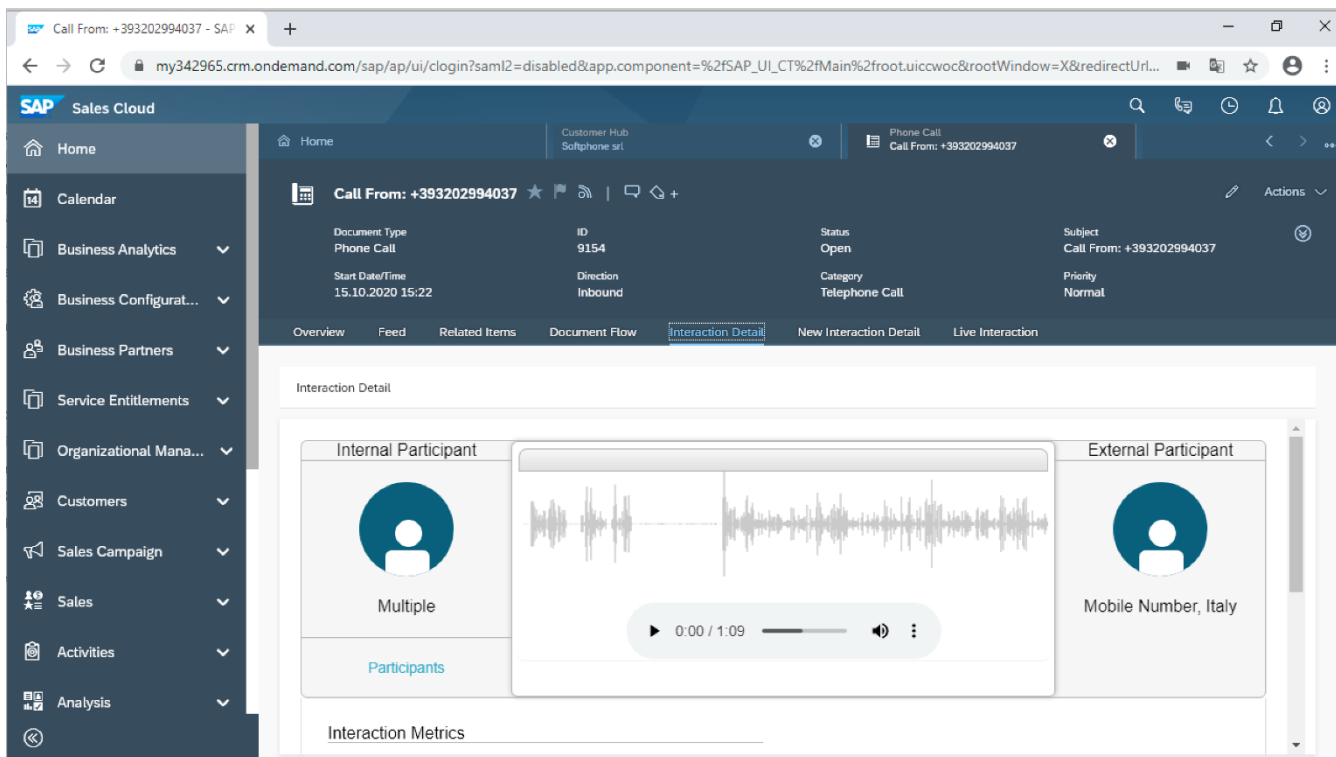 Call From: +393202994037 - SAP
my342965.crm.ondemand.com/sap/ap/ui/clogin?saml2=disabled&app.component=%2fSAP_UI_CT%2fMain%2froot.uiccwoc&rootWindow=X&redirectUrl...
SAP Sales Cloud
Home
14 Calendar
Business Analytics
Business Configurat...
Business Partners
Service Entitlements
Organizational Mana...
Customers
Sales Campaign
Sales
Activities
Analysis
Home
Customer Hub
Softphone srl
Phone Call
Call From: +393202994037
Call From: +393202994037
Actions
Document Type
Phone Call
ID
9154
Status
Open
Subject
Call From: +393202994037
Start Date/Time
15.10.2020 15:22
Direction
Inbound
Category
Telephone Call
Priority
Normal
Overview Feed Related Items Document Flow Interaction Detail New Interaction Detail Live Interaction
Interaction Detail
Internal Participant
Multiple
Participants
0:00 / 1:09
External Participant
Mobile Number, Italy
Interaction Metrics